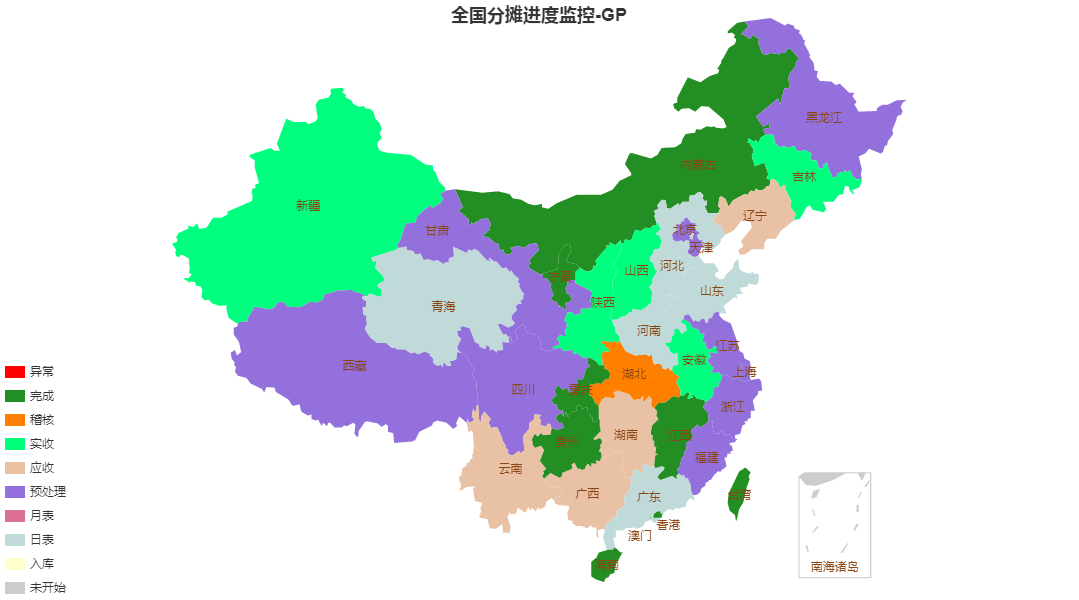 全国分摊进度监控-GP
黑龙江
内蒙古
吉林
新疆
辽宁
甘肃
北京
天津
河北
山西
宁夏
山东
陕西
青海
河南
江苏
安徽
上海
西藏
湖北
四川
重庆
浙江
湖南
江西
贵州
福建
云南
广西
广东
台湾
香港
澳门
海南
南海诸岛
异常
完成
稽核
实收
应收
预处理
月表
日表
入库
未开始